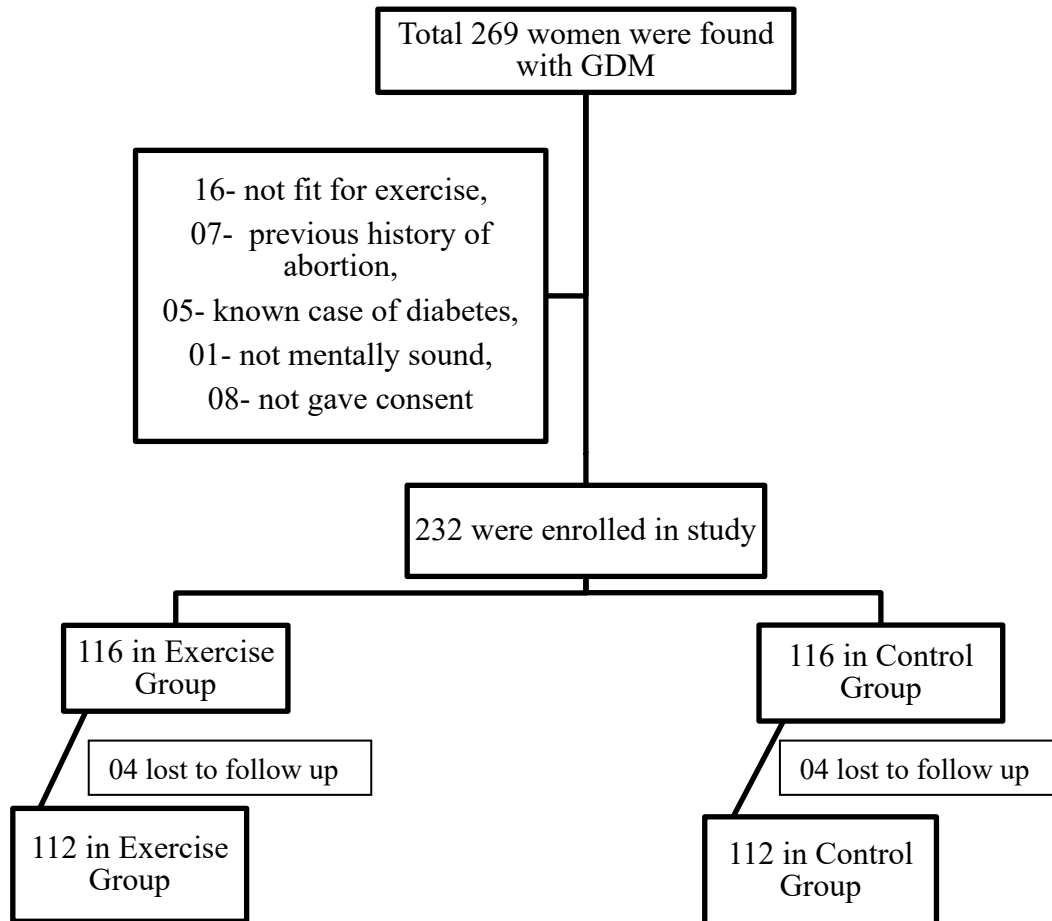 Total 269 women were found
with GDM
16- not fit for exercise,
07- previous history of
abortion,
05- known case of diabetes,
01- not mentally sound,
08- not gave consent
232 were enrolled in study
116 in Exercise
Group
116 in Control
Group
04 lost to follow up
04 lost to follow up
112 in Exercise
Group
112 in Control
Group